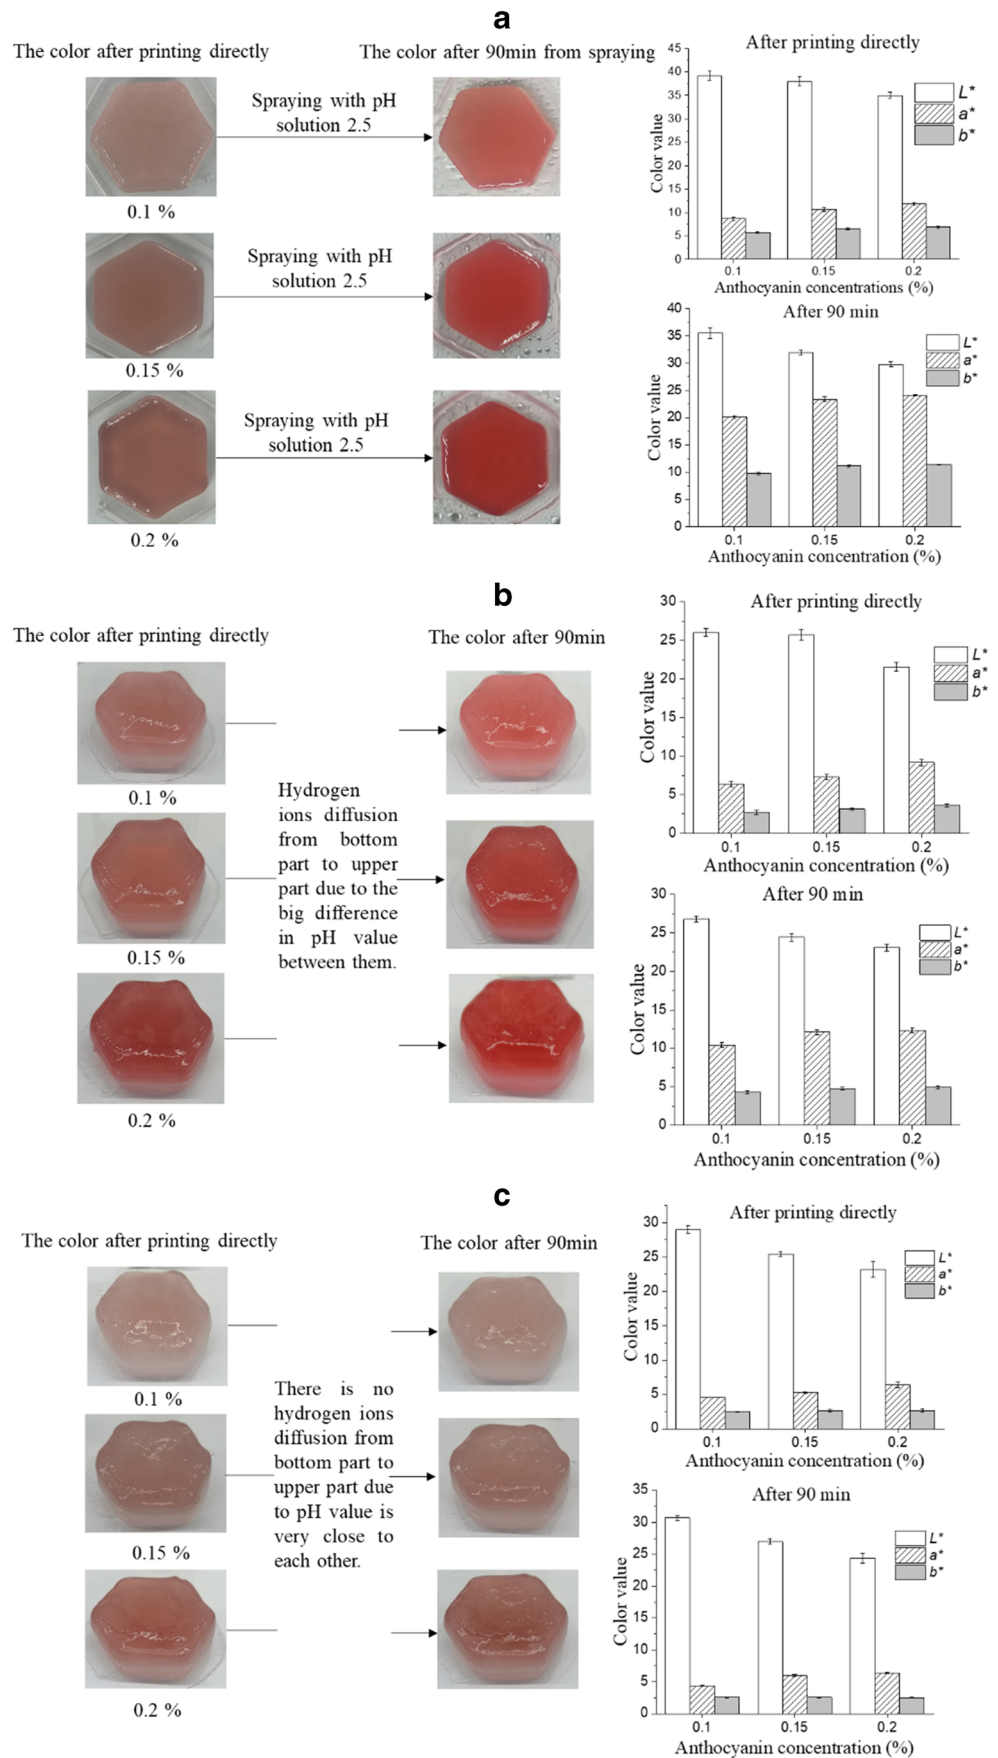 a
The color after printing directly
The color after 90min from spraying
Spraying with pH
solution 2.5
0.1 %
Spraying with pH
solution 2.5
0.15 %
Spraying with pH
solution 2.5
0.2 %
After printing directly
45
40
35
30
25
20
15
10
5
0
Color value
L*
a*
b*
0.1 0.15 0.2
Anthocyanin concentrations (%)
After 90 min
40
35
30
25
20
15
10
5
0
Color value
L*
a*
b*
0.1 0.15 0.2
Anthocyanin concentration (%)
b
The color after printing directly
The color after 90min
0.1 %
0.15 %
0.2 %
Hydrogen
ions diffusion
from bottom
part to upper
part due to the
big difference
in pH value
between them.
After printing directly
30
25
20
15
10
5
0
Color value
L*
a*
b*
0.1 0.15 0.2
Anthocyanin concentration (%)
After 90 min
30
25
20
15
10
5
0
Color value
L*
a*
b*
0.1 0.15 0.2
Anthocyanin concentration (%)
c
The color after printing directly
The color after 90min
0.1 %
0.15 %
0.2 %
There is no
hydrogen ions
diffusion from
bottom part to
upper part due
to pH value is
very close to
each other.
After printing directly
30
25
20
15
10
5
0
Color value
L*
a*
b*
0.1 0.15 0.2
Anthocyanin concentration (%)
After 90 min
35
30
25
20
15
10
5
0
Color value
L*
a*
b*
0.1 0.15 0.2
Anthocyanin concentration (%)